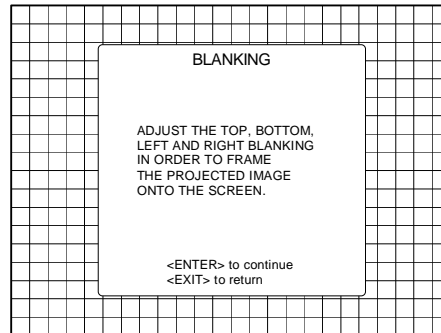 BLANKING
ADJUST THE TOP, BOTTOM,
LEFT AND RIGHT BLANKING
IN ORDER TO FRAME
THE PROJECTED IMAGE
ONTO THE SCREEN.
<ENTER> to continue
<EXIT> to return